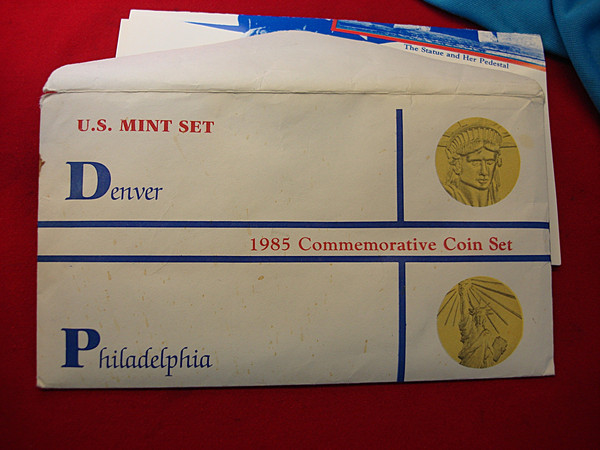 The Statue and Her Pedestal
U.S. MINT SET
Denver
1985 Commemorative Coin Set
Philadelphia